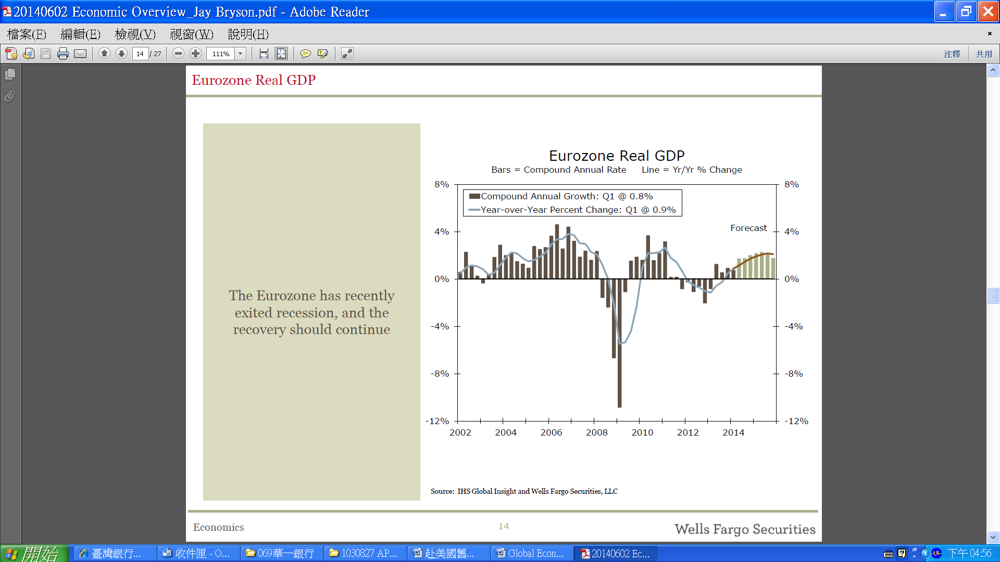 20140602 Economic Overview_Jay Bryson.pdf - Adobe Reader
檔案(F) 編輯(E) 檢視(V) 視窗(W) 說明(H)
14 / 27 111% 注釋 共用
Eurozone Real GDP
The Eurozone has recently
exited recession, and the
recovery should continue
Eurozone Real GDP
Bars = Compound Annual Rate Line = Yr/Yr % Change
Compound Annual Growth: Q1 @ 0.8%
Year-over-Year Percent Change: Q1 @ 0.9%
Forecast
8% 8%
4% 4%
0% 0%
-4% -4%
-8% -8%
-12% -12%
2002 2004 2006 2008 2010 2012 2014
Source: IHS Global Insight and Wells Fargo Securities, LLC
Economics 14 Wells Fargo Securities
開始 臺灣銀行... 收件匣 - O... 069華一銀行 1030827 AP... 赴美國舊... Global Econ... 20140602 Ec... 下午 04:56